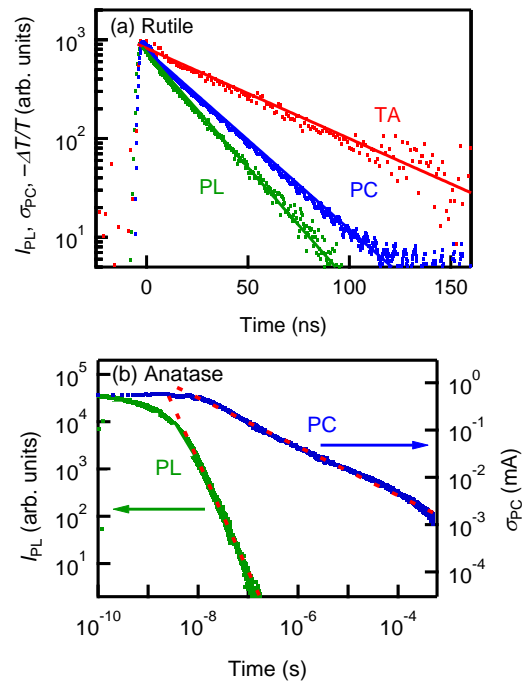 (a) Rutile
I_PL, σ_PC, −ΔT/T (arb. units)
10³
10²
10¹
TA
PC
PL
0
50
100
150
Time (ns)
(b) Anatase
I_PL (arb. units)
10⁵
10⁴
10³
10²
10¹
PC
PL
10⁰
10⁻¹
10⁻²
10⁻³
10⁻⁴
σ_PC (mA)
10⁻¹⁰
10⁻⁸
10⁻⁶
10⁻⁴
Time (s)